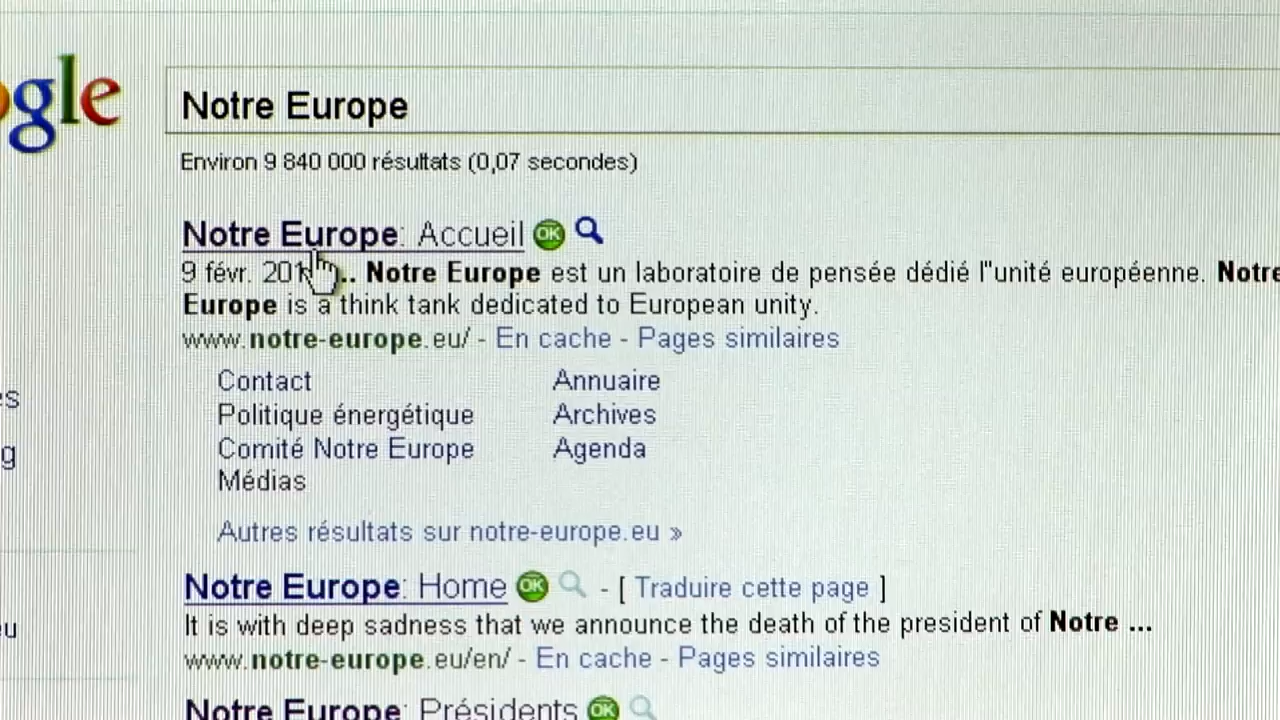 ogle
Notre Europe
Environ 9 840 000 résultats (0,07 secondes)
Notre Europe: Accueil OK
9 févr. ... Notre Europe est un laboratoire de pensée dédié l"unité européenne. Notre
Europe is a think tank dedicated to European unity.
www.notre-europe.eu/ - En cache - Pages similaires
Contact Annuaire
Politique énergétique Archives
Comité Notre Europe Agenda
Médias
Autres résultats sur notre-europe.eu »
Notre Europe: Home OK - [ Traduire cette page ]
It is with deep sadness that we announce the death of the president of Notre ...
www.notre-europe.eu/en/ - En cache - Pages similaires
Notre Europe: Présidents OK